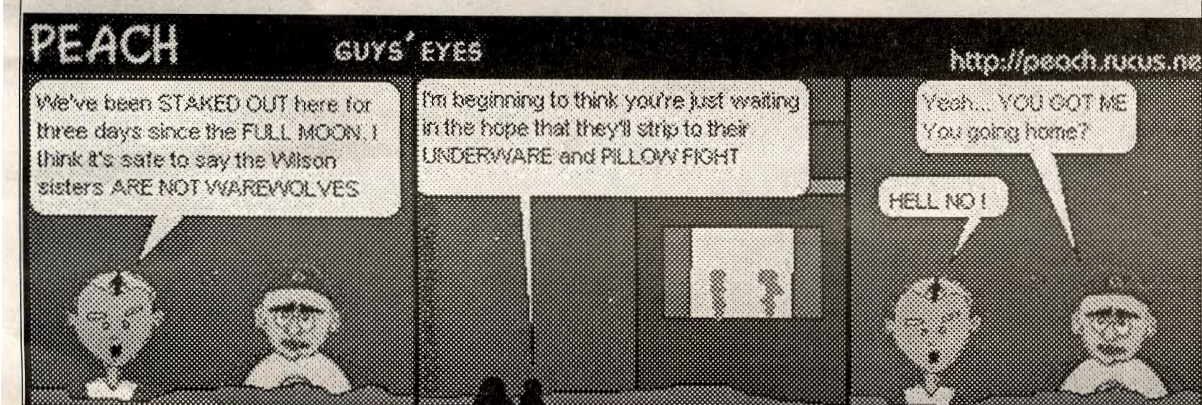 PEACH
GUYS' EYES
http://peach.rucus.ne
We've been STAKED OUT here for
three days since the FULL MOON. I
think it's safe to say the Wilson
sisters ARE NOT WAREWOLVES
I'm beginning to think you're just waiting
in the hope that they'll strip to their
UNDERWARE and PILLOW FIGHT
Yeah... YOU GOT ME
You going home?
HELL NO !